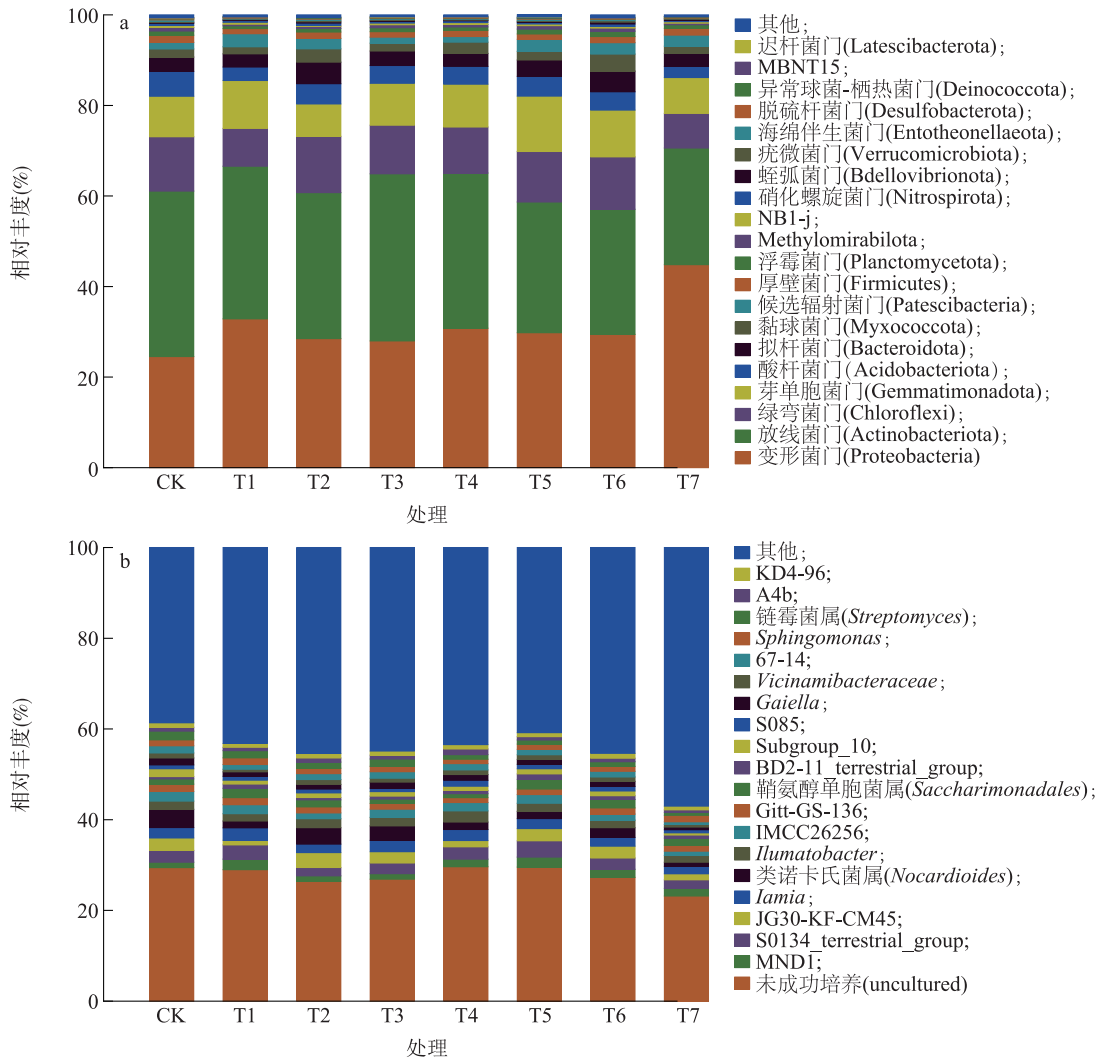 a
100
80
60
40
20
0
相对丰度(%)
CK T1 T2 T3 T4 T5 T6 T7
处理
其他;
迟杆菌门(Latescibacterota);
MBNT15;
异常球菌-栖热菌门(Deinococcota);
脱硫杆菌门(Desulfobacterota);
海绵伴生菌门(Entotheonellaeota);
疣微菌门(Verrucomicrobiota);
蛭弧菌门(Bdellovibrionota);
硝化螺旋菌门(Nitrospirota);
NB1-j;
Methylomirabilota;
浮霉菌门(Planctomycetota);
厚壁菌门(Firmicutes);
候选辐射菌门(Patescibacteria);
黏球菌门(Myxococcota);
拟杆菌门(Bacteroidota);
酸杆菌门(Acidobacteriota);
芽单胞菌门(Gemmatimonadota);
绿弯菌门(Chloroflexi);
放线菌门(Actinobacteriota);
变形菌门(Proteobacteria)
b
100
80
60
40
20
0
相对丰度(%)
CK T1 T2 T3 T4 T5 T6 T7
处理
其他;
KD4-96;
A4b;
链霉菌属(Streptomyces);
Sphingomonas;
67-14;
Vicinamibacteraceae;
Gaiella;
S085;
Subgroup_10;
BD2-11_terrestrial_group;
鞘氨醇单胞菌属(Saccharimonadales);
Gitt-GS-136;
IMCC26256;
Ilumatobacter;
类诺卡氏菌属(Nocardioides);
Iamia;
JG30-KF-CM45;
S0134_terrestrial_group;
MND1;
未成功培养(uncultured)